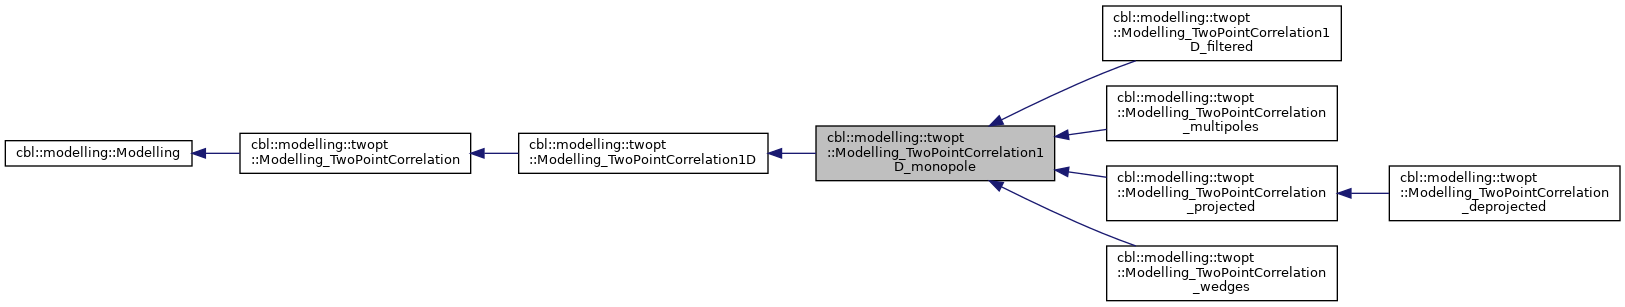 cbl::modelling::Modelling
cbl::modelling::twopt
::Modelling_TwoPointCorrelation
cbl::modelling::twopt
::Modelling_TwoPointCorrelation1D
cbl::modelling::twopt
::Modelling_TwoPointCorrelation1
D_monopole
cbl::modelling::twopt
::Modelling_TwoPointCorrelation1
D_filtered
cbl::modelling::twopt
::Modelling_TwoPointCorrelation
_multipoles
cbl::modelling::twopt
::Modelling_TwoPointCorrelation
_projected
cbl::modelling::twopt
::Modelling_TwoPointCorrelation
_deprojected
cbl::modelling::twopt
::Modelling_TwoPointCorrelation
_wedges